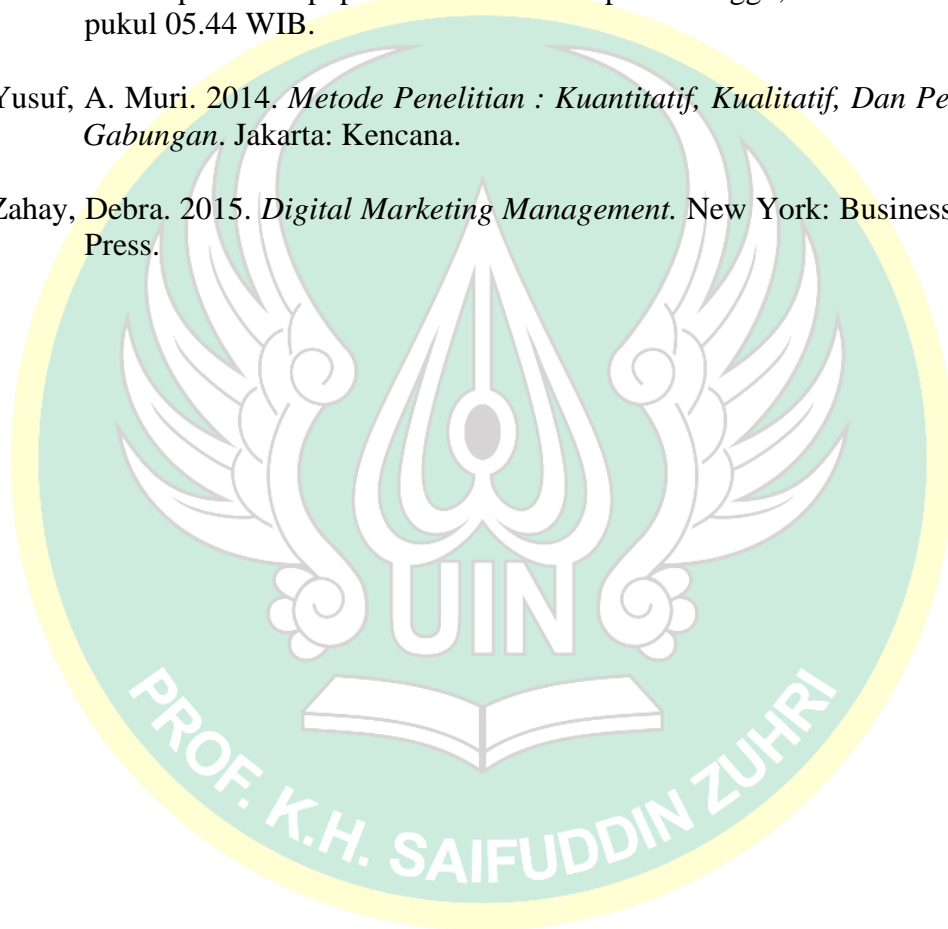 pukul 05.44 WIB.
Yusuf, A. Muri. 2014. Metode Penelitian : Kuantitatif, Kualitatif, Dan Pe
Gabungan. Jakarta: Kencana.
Zahay, Debra. 2015. Digital Marketing Management. New York: Business
Press.
UIN
PROF. K.H. SAIFUDDIN ZUHRI